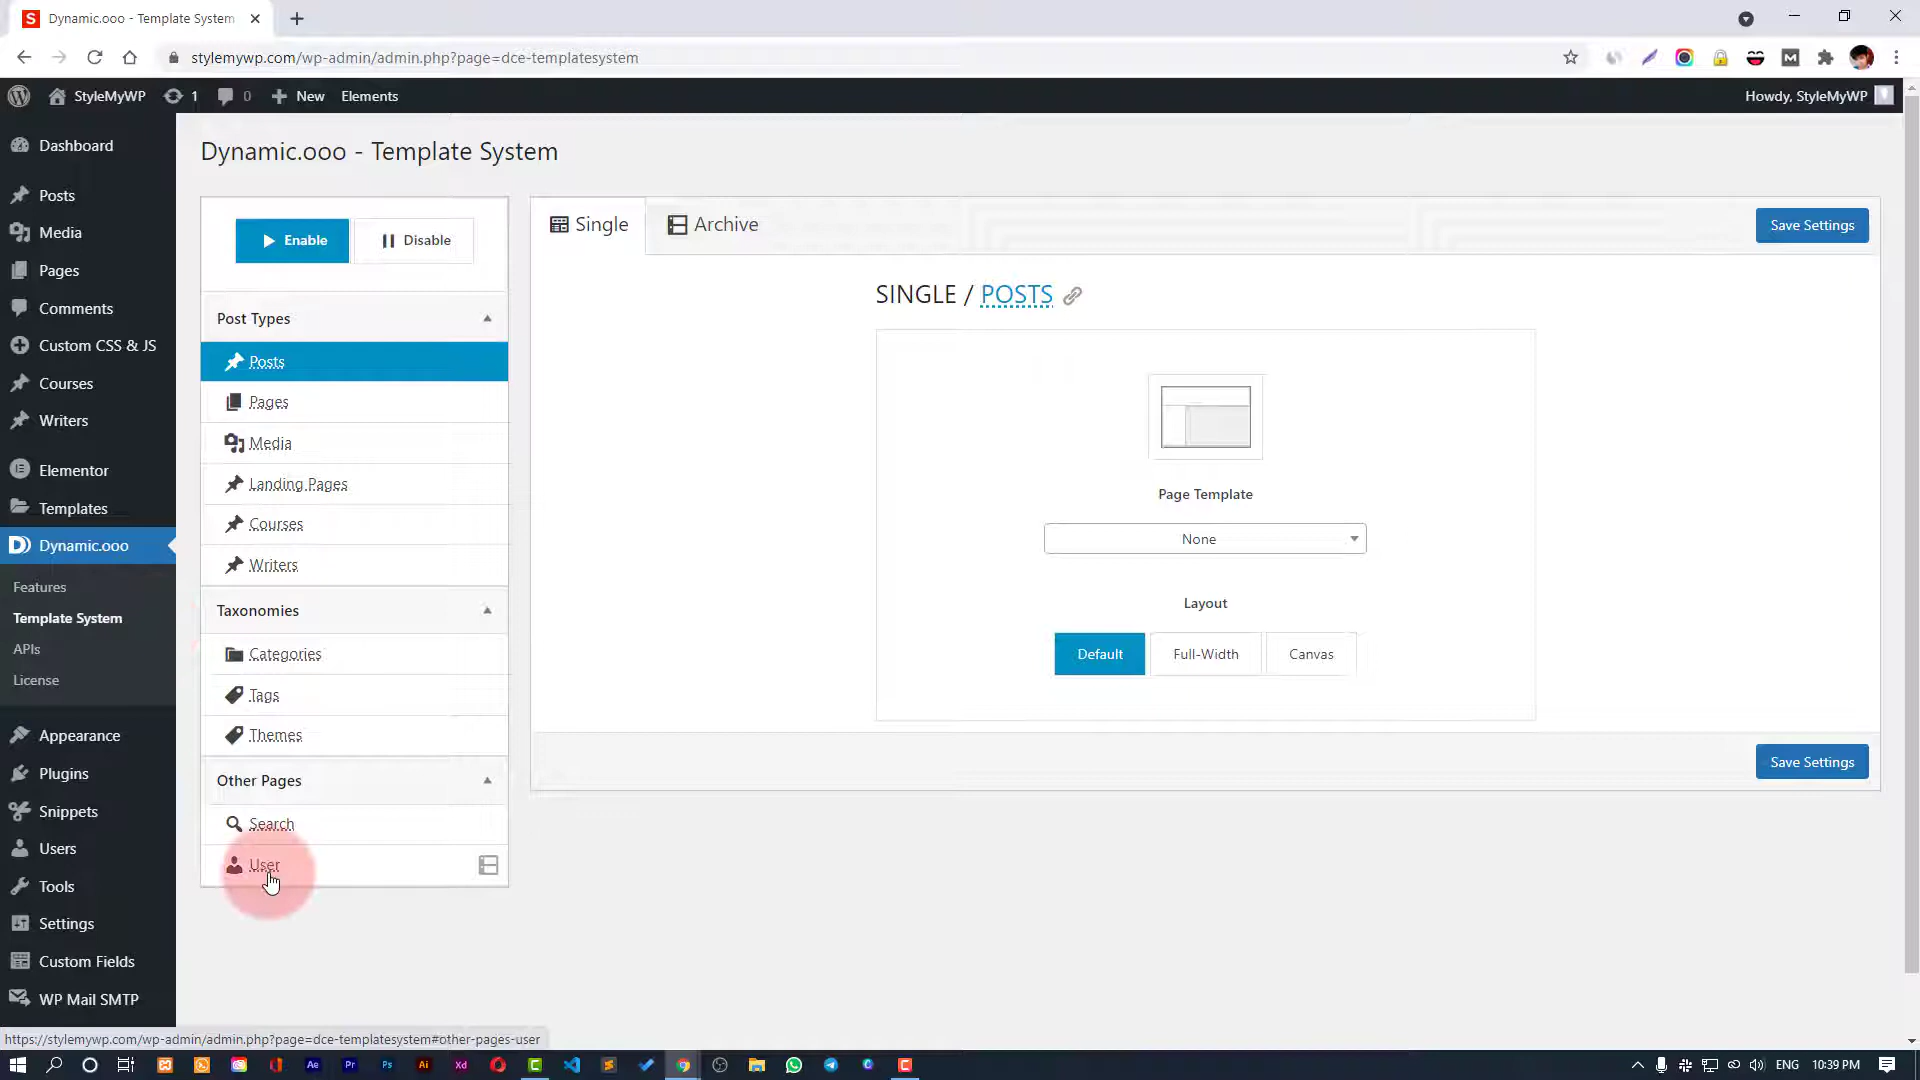 Dynamic.ooo - Template System
stylemywp.com/wp-admin/admin.php?page=dce-templatesystem
StyleMyWP
1
0
New
Elements
Howdy, StyleMyWP
Dashboard
Posts
Media
Pages
Comments
Custom CSS & JS
Courses
Writers
Elementor
Templates
Dynamic.ooo
Features
Template System
APIs
License
Appearance
Plugins
Snippets
Users
Tools
Settings
Custom Fields
WP Mail SMTP
Dynamic.ooo - Template System
Enable
Disable
Post Types
Posts
Pages
Media
Landing Pages
Courses
Writers
Taxonomies
Categories
Tags
Themes
Other Pages
Search
User
Single
Archive
Save Settings
SINGLE / POSTS
Page Template
None
Layout
Default
Full-Width
Canvas
Save Settings
https://stylemywp.com/wp-admin/admin.php?page=dce-templatesystem#other-pages-user
Ae
Pr
Ps
Ai
Xd
ENG
10:39 PM